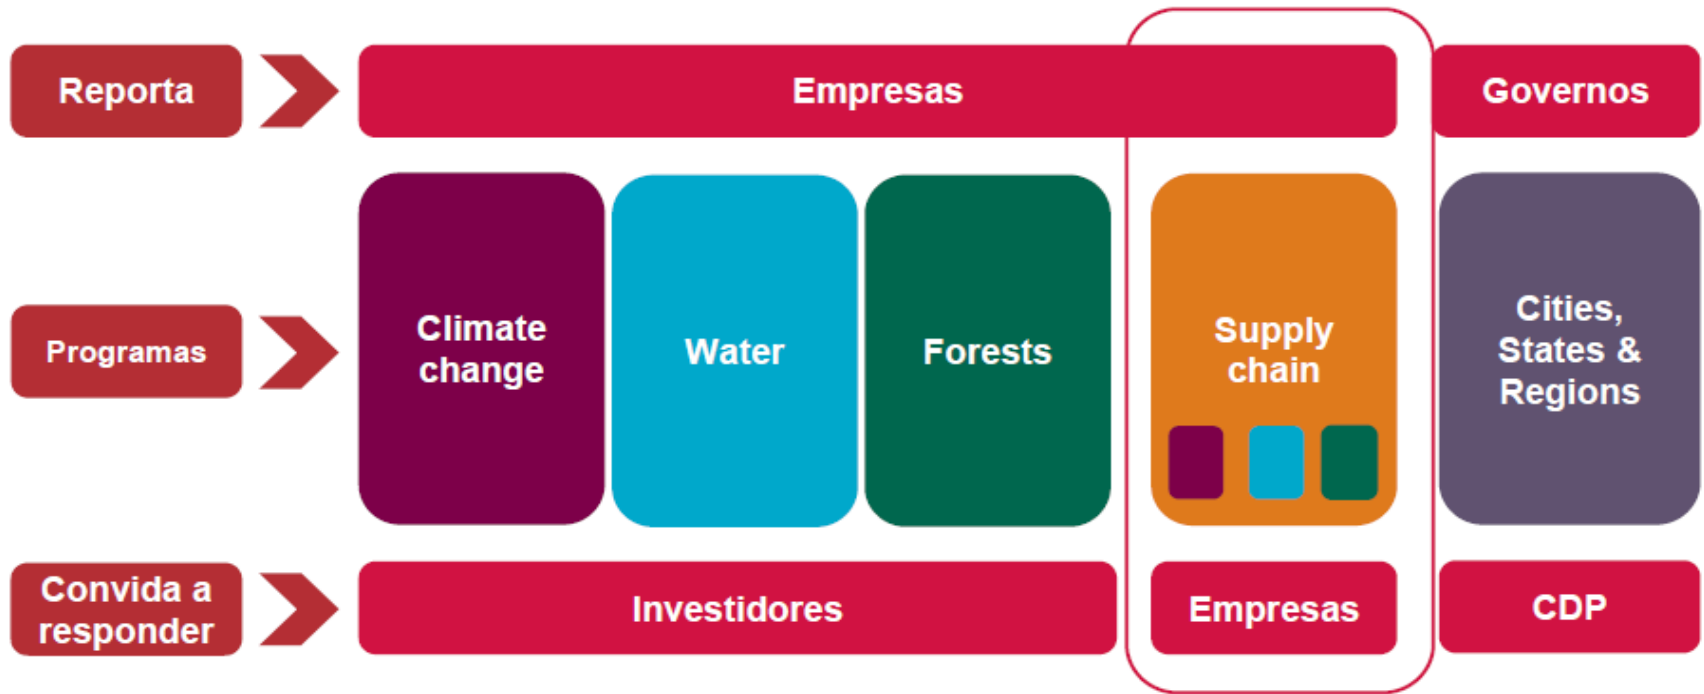 Reporta
Empresas
Governos
Programas
Climate
change
Water
Forests
Supply
chain
Cities,
States &
Regions
Convida a
responder
Investidores
Empresas
CDP